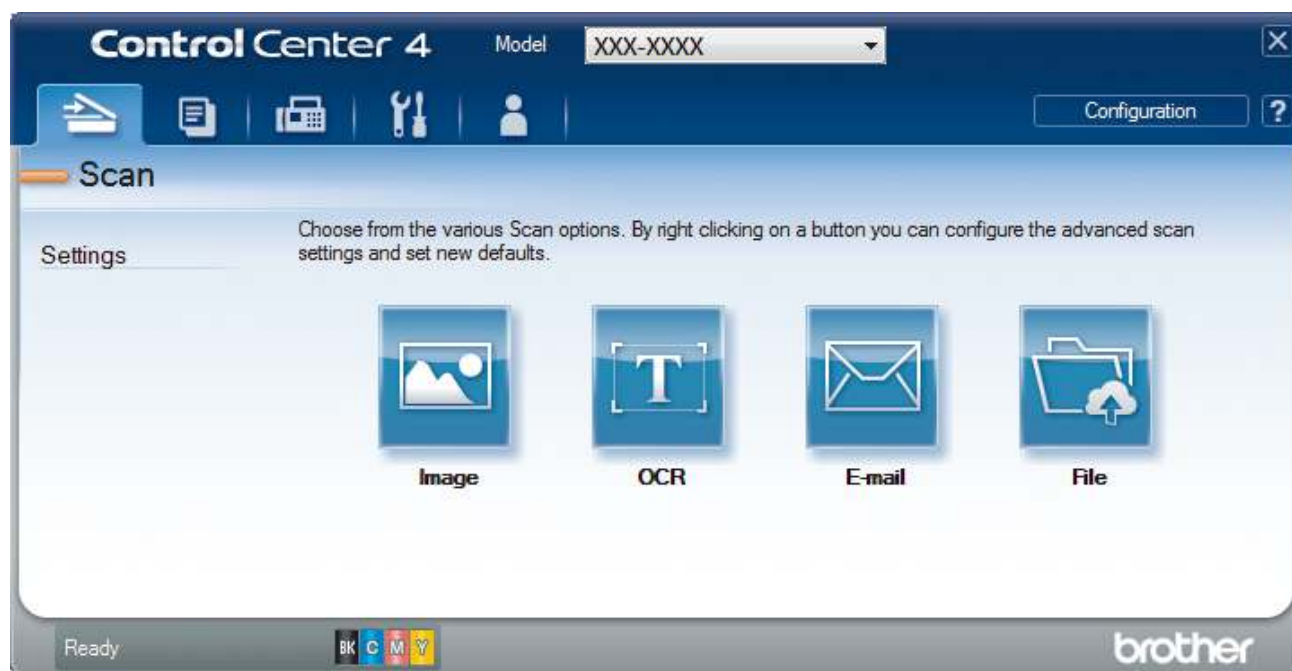 Control Center 4 Model XXX-XXXX
Configuration ?
Scan
Choose from the various Scan options. By right clicking on a button you can configure the advanced scan
settings and set new defaults.
Settings
T
Image OCR E-mail File
Ready BK C M Y brother